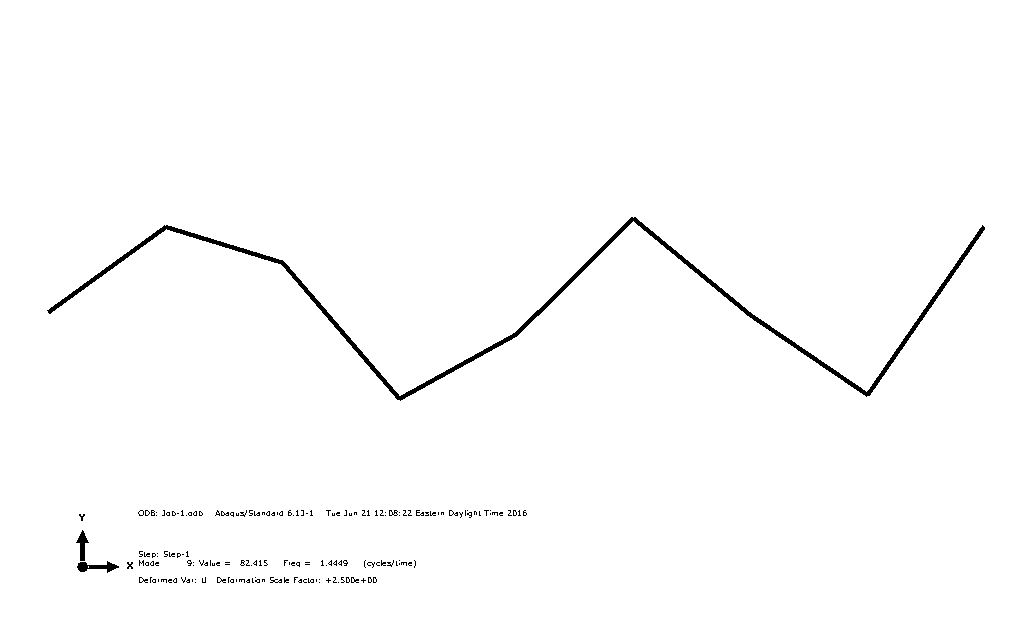 Y
X
ODB: Job-1.odb Abaqus/Standard 6.13-1 Tue Jun 21 12:08:22 Eastern Daylight Time 2016
Step: Step-1
Mode 9: Value = 82.415 Freq = 1.4449 (cycles/time)
Deformed Var: U Deformation Scale Factor: +2.500e+00